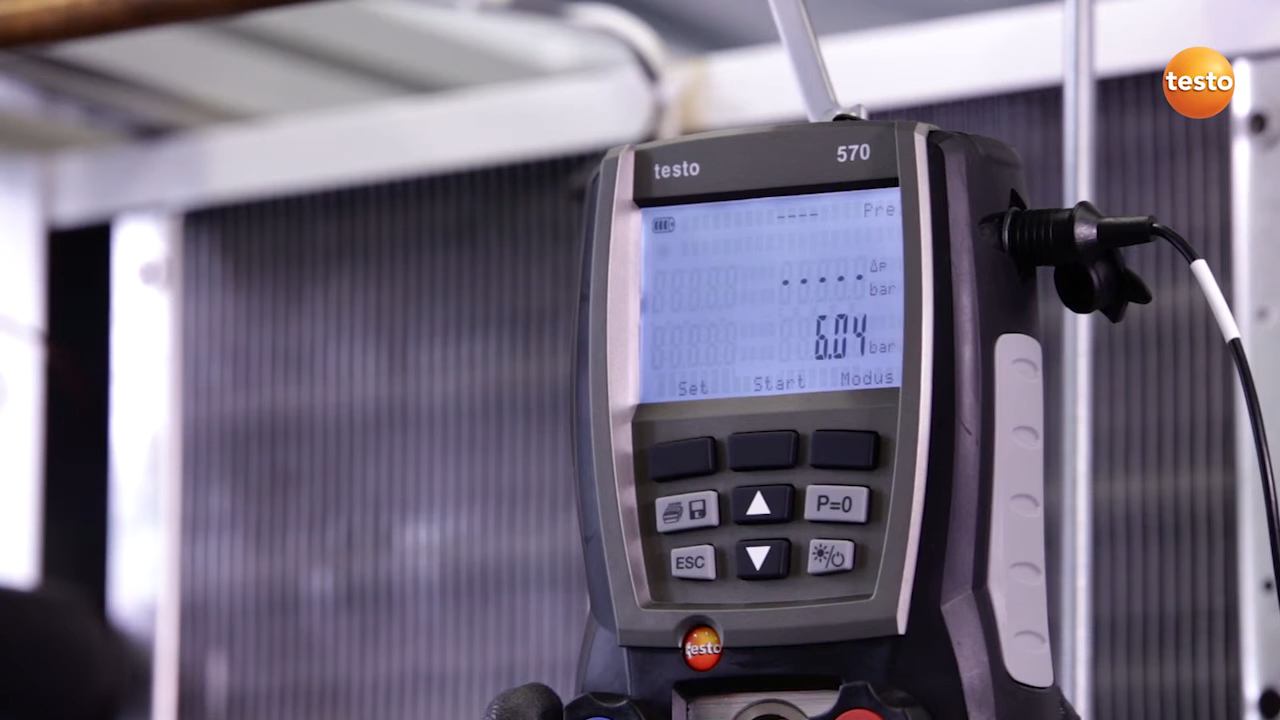 testo
testo 570
---- Pre
Δp
bar
6.04 bar
Set Start Modus
P=0
ESC
testo